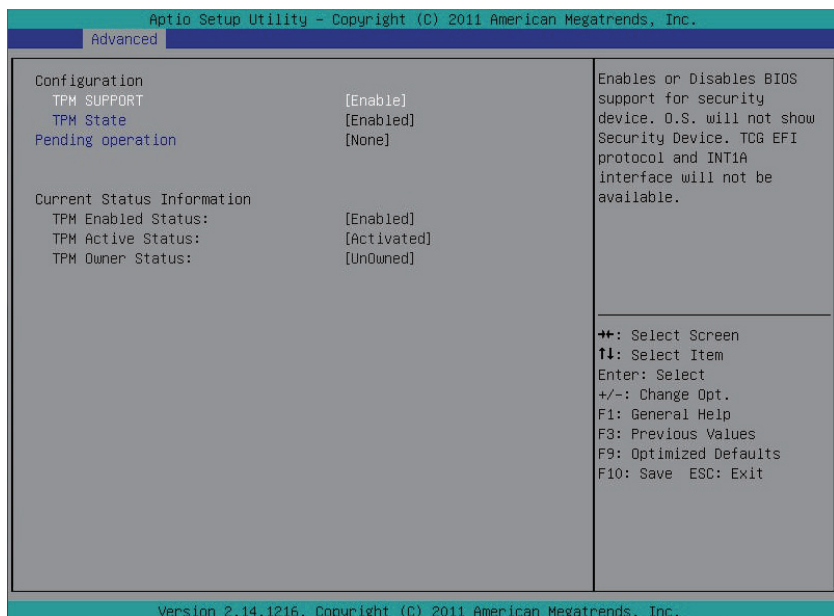 Aptio Setup Utility – Copyright (C) 2011 American Megatrends, Inc.
Advanced
Configuration
TPM SUPPORT [Enable]
TPM State [Enabled]
Pending operation [None]
Current Status Information
TPM Enabled Status: [Enabled]
TPM Active Status: [Activated]
TPM Owner Status: [UnOwned]
Enables or Disables BIOS
support for security
device. O.S. will not show
Security Device. TCG EFI
protocol and INT1A
interface will not be
available.
→←: Select Screen
↑↓: Select Item
Enter: Select
+/-: Change Opt.
F1: General Help
F3: Previous Values
F9: Optimized Defaults
F10: Save ESC: Exit
Version 2.14.1216. Copyright (C) 2011 American Megatrends, Inc.